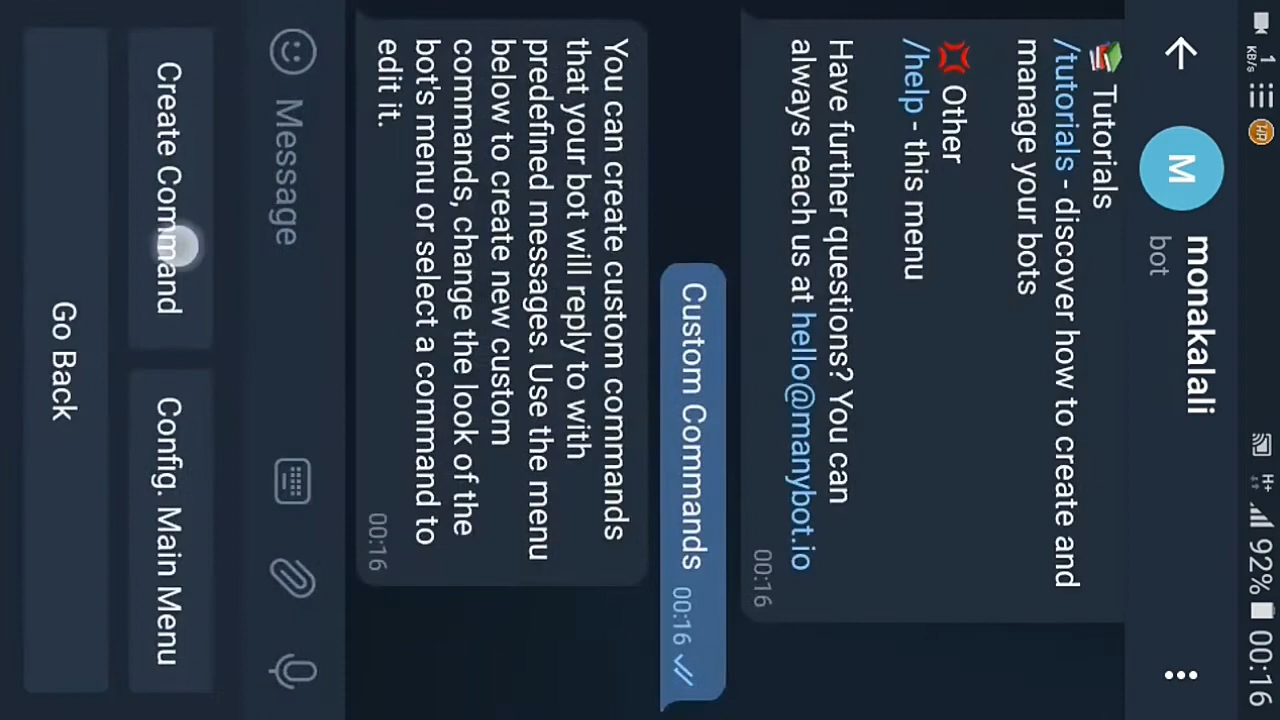 1
KB/s
H+
92%
00:16
M
monakalali
bot
Tutorials
/tutorials - discover how to create and
manage your bots
Other
/help - this menu
Have further questions? You can
always reach us at hello@manybot.io
00:16
Custom Commands 00:16
You can create custom commands
that your bot will reply to with
predefined messages. Use the menu
below to create new custom
commands, change the look of the
bot's menu or select a command to
edit it.
00:16
Message
Create Command
Config. Main Menu
Go Back